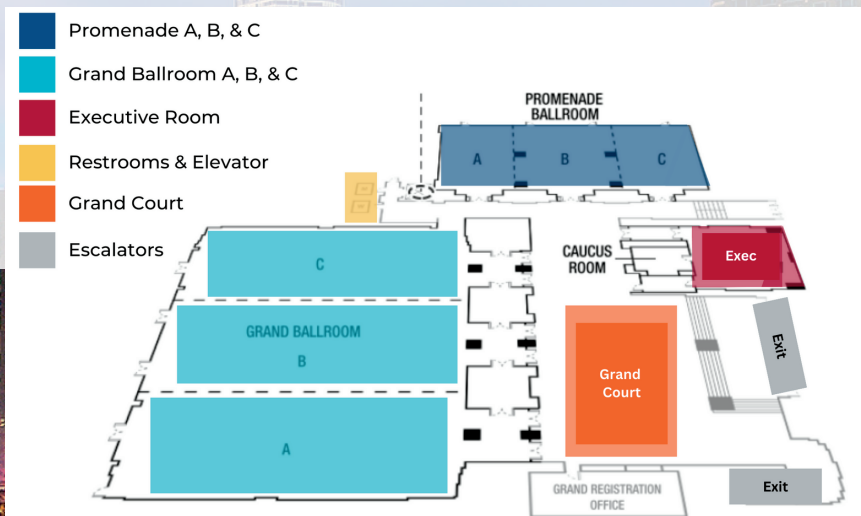 Promenade A, B, & C
Grand Ballroom A, B, & C
Executive Room
Restrooms & Elevator
Grand Court
Escalators
PROMENADE
BALLROOM
A
B
C
CAUCUS
ROOM
Exec
C
GRAND BALLROOM
B
A
Grand
Court
Exit
GRAND REGISTRATION
OFFICE
Exit